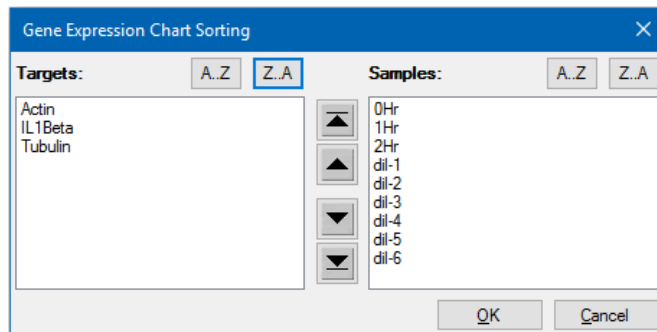 Gene Expression Chart Sorting
Targets: A..Z Z..A Samples: A..Z Z..A
Actin
IL1Beta
Tubulin
0Hr
1Hr
2Hr
dil-1
dil-2
dil-3
dil-4
dil-5
dil-6
OK Cancel